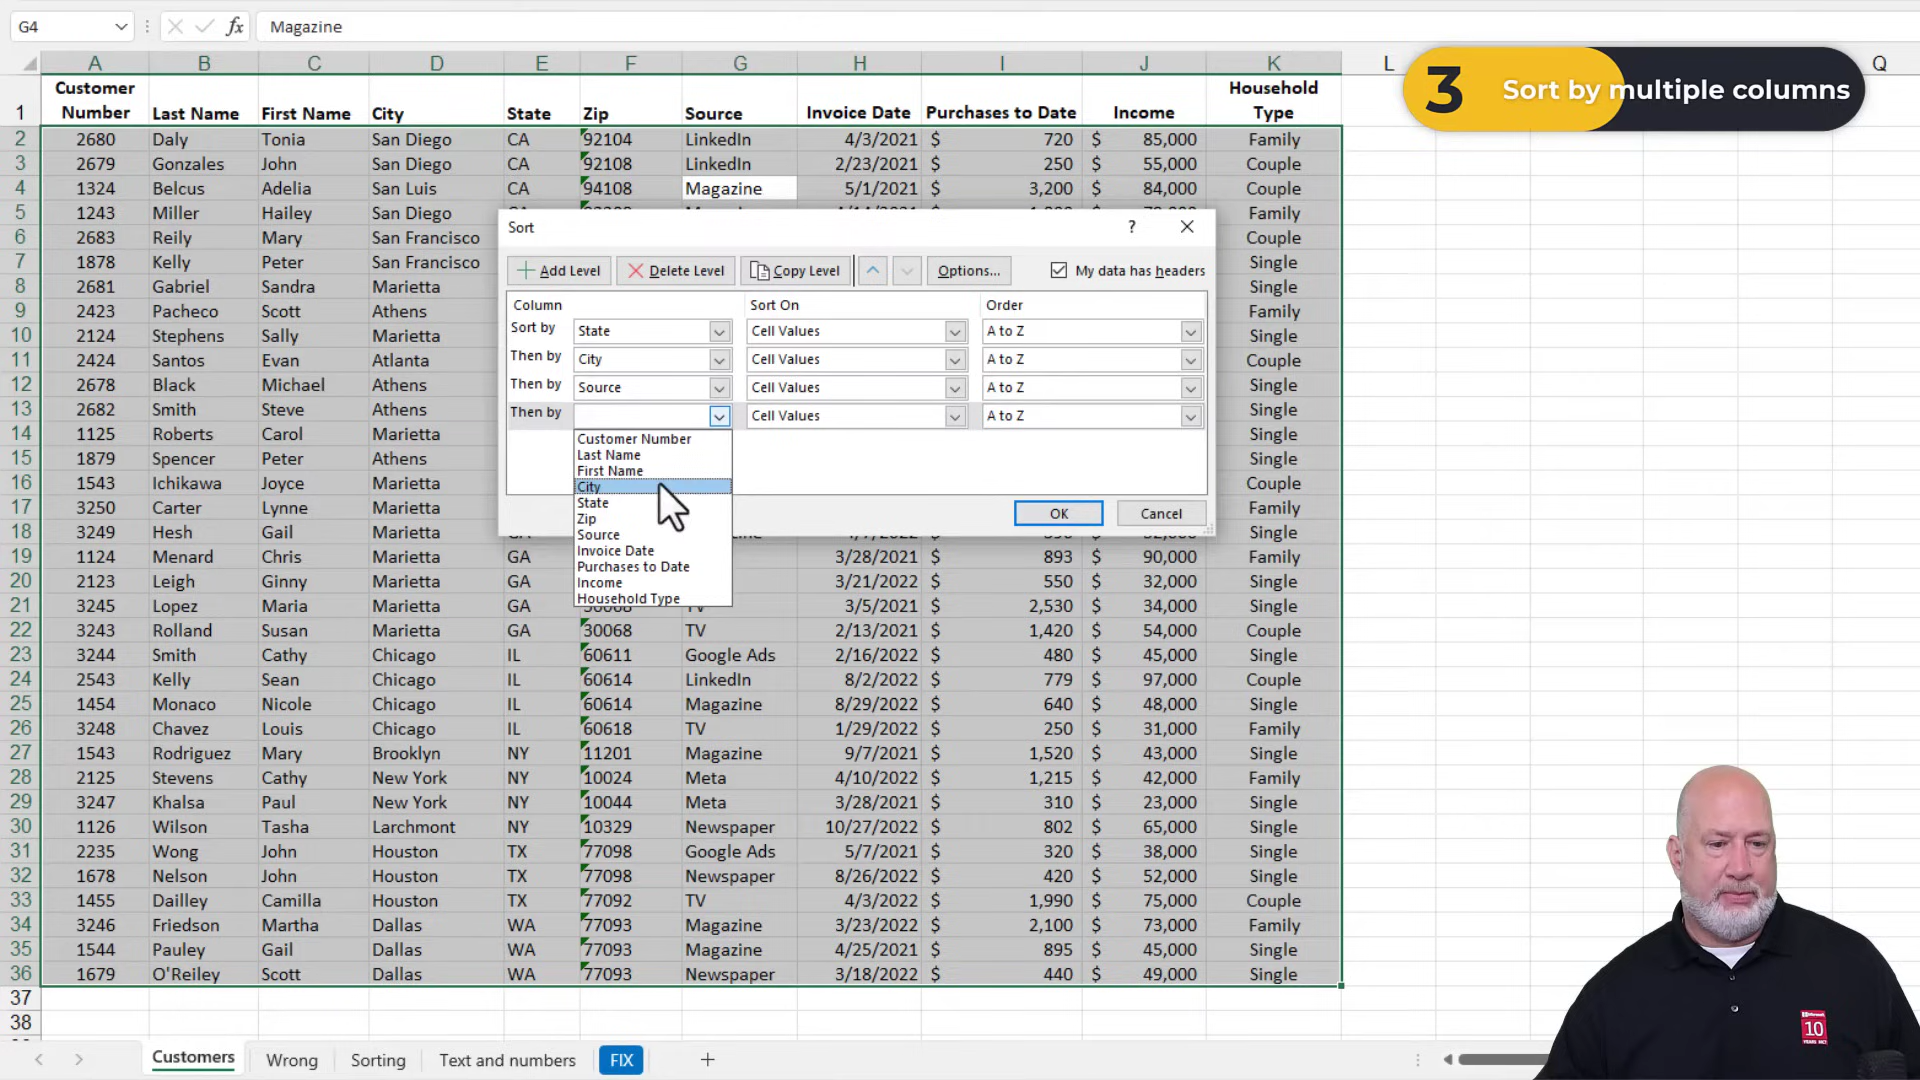 G4
fx
Magazine
3
Sort by multiple columns
A B C D E F G H I J K L Q
1 Customer Number Last Name First Name City State Zip Source Invoice Date Purchases to Date Income Household Type
2 2680 Daly Tonia San Diego CA 92104 LinkedIn 4/3/2021 $ 720 $ 85,000 Family
3 2679 Gonzales John San Diego CA 92108 LinkedIn 2/23/2021 $ 250 $ 55,000 Couple
4 1324 Belcus Adelia San Luis CA 94108 Magazine 5/1/2021 $ 3,200 $ 84,000 Couple
5 1243 Miller Hailey San Diego Family
6 2683 Reily Mary San Francisco Couple
7 1878 Kelly Peter San Francisco Single
8 2681 Gabriel Sandra Marietta Single
9 2423 Pacheco Scott Athens Family
10 2124 Stephens Sally Marietta Single
11 2424 Santos Evan Atlanta Couple
12 2678 Black Michael Athens Single
13 2682 Smith Steve Athens Single
14 1125 Roberts Carol Marietta Single
15 1879 Spencer Peter Athens Single
16 1543 Ichikawa Joyce Marietta Couple
17 3250 Carter Lynne Marietta Family
18 3249 Hesh Gail Marietta Single
19 1124 Menard Chris Marietta GA 3/28/2021 $ 893 $ 90,000 Family
20 2123 Leigh Ginny Marietta GA 3/21/2022 $ 550 $ 32,000 Single
21 3245 Lopez Maria Marietta GA TV 3/5/2021 $ 2,530 $ 34,000 Single
22 3243 Rolland Susan Marietta GA 30068 TV 2/13/2021 $ 1,420 $ 54,000 Couple
23 3244 Smith Cathy Chicago IL 60611 Google Ads 2/16/2022 $ 480 $ 45,000 Single
24 2543 Kelly Sean Chicago IL 60614 LinkedIn 8/2/2022 $ 779 $ 97,000 Couple
25 1454 Monaco Nicole Chicago IL 60614 Magazine 8/29/2022 $ 640 $ 48,000 Single
26 3248 Chavez Louis Chicago IL 60618 TV 1/29/2022 $ 250 $ 31,000 Family
27 1543 Rodriguez Mary Brooklyn NY 11201 Magazine 9/7/2021 $ 1,520 $ 43,000 Single
28 2125 Stevens Cathy New York NY 10024 Meta 4/10/2022 $ 1,215 $ 42,000 Family
29 3247 Khalsa Paul New York NY 10044 Meta 3/28/2021 $ 310 $ 23,000 Single
30 1126 Wilson Tasha Larchmont NY 10329 Newspaper 10/27/2022 $ 802 $ 65,000 Single
31 2235 Wong John Houston TX 77098 Google Ads 5/7/2021 $ 320 $ 38,000 Single
32 1678 Nelson John Houston TX 77098 Newspaper 8/26/2022 $ 420 $ 52,000 Single
33 1455 Dailley Camilla Houston TX 77092 TV 4/3/2022 $ 1,990 $ 75,000 Couple
34 3246 Friedson Martha Dallas WA 77093 Magazine 3/23/2022 $ 2,100 $ 73,000 Family
35 1544 Pauley Gail Dallas WA 77093 Magazine 4/25/2021 $ 895 $ 45,000 Single
36 1679 O'Reiley Scott Dallas WA 77093 Newspaper 3/18/2022 $ 440 $ 49,000 Single
37
38
Sort ?
Add Level Delete Level Copy Level Options... My data has headers
Column Sort On Order
Sort by State Cell Values A to Z
Then by City Cell Values A to Z
Then by Source Cell Values A to Z
Then by Cell Values A to Z
Customer Number
Last Name
First Name
City
State
Zip
Source
Invoice Date
Purchases to Date
Income
Household Type
OK Cancel
Customers Wrong Sorting Text and numbers FIX
10